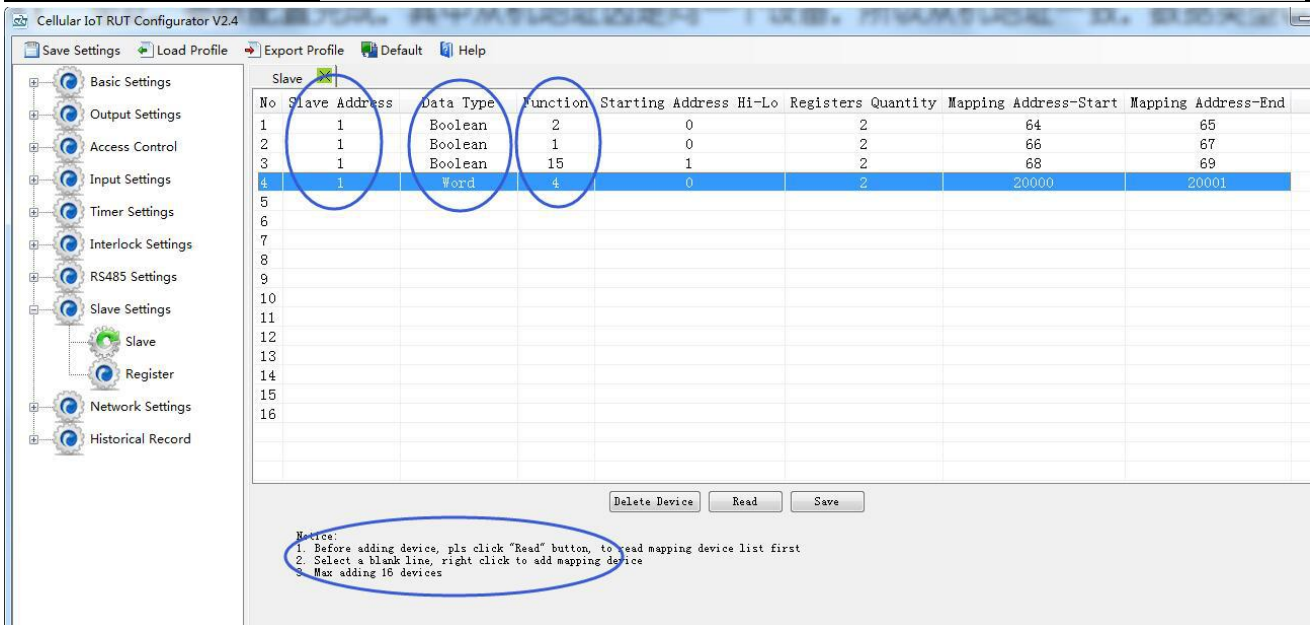 Cellular IoT RUT Configurator V2.4
Save Settings Load Profile Export Profile Default Help
Basic Settings
Output Settings
Access Control
Input Settings
Timer Settings
Interlock Settings
RS485 Settings
Slave Settings
Slave
Register
Network Settings
Historical Record
Slave
No Slave Address Data Type Function Starting Address Hi-Lo Registers Quantity Mapping Address-Start Mapping Address-End
1 1 Boolean 2 0 2 64 65
2 1 Boolean 1 0 2 66 67
3 1 Boolean 15 1 2 68 69
4 1 Word 4 0 2 20000 20001
5
6
7
8
9
10
11
12
13
14
15
16
Delete Device Read Save
Notice:
1. Before adding device, pls click "Read" button, to read mapping device list first
2. Select a blank line, right click to add mapping device
3. Max adding 16 devices